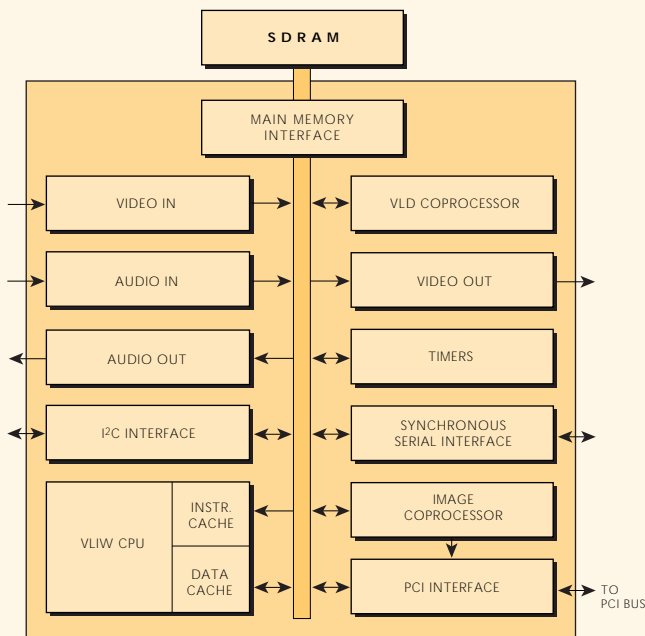 SDRAM
MAIN MEMORY
INTERFACE
VIDEO IN
VLD COPROCESSOR
AUDIO IN
VIDEO OUT
AUDIO OUT
TIMERS
I²C INTERFACE
SYNCHRONOUS
SERIAL INTERFACE
VLIW CPU
INSTR.
CACHE
DATA
CACHE
IMAGE
COPROCESSOR
PCI INTERFACE
TO
PCI BUS